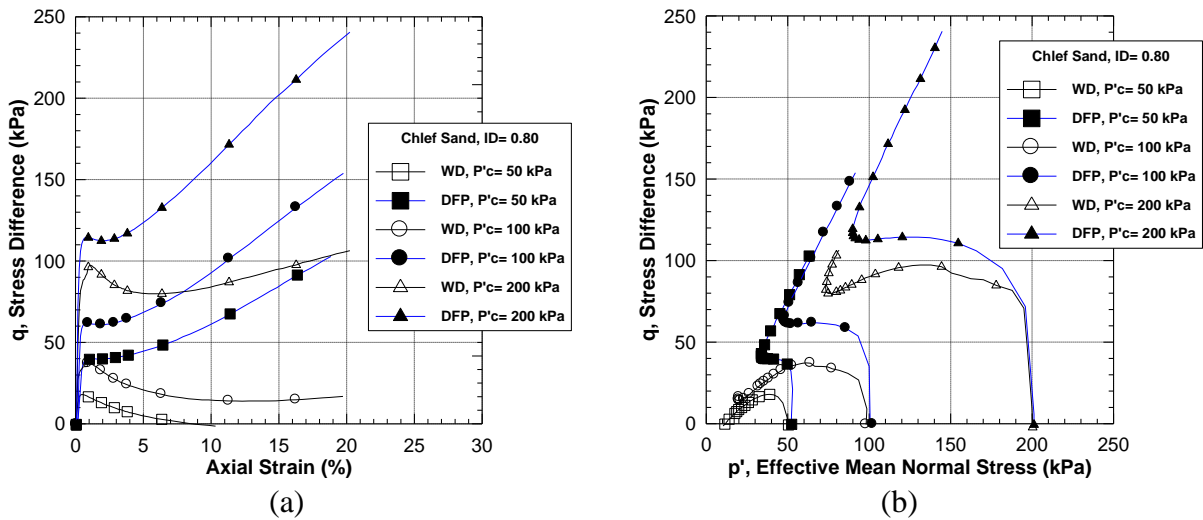 250
200
150
100
50
0
q, Stress Difference (kPa)
0 5 10 15 20 25 30
Axial Strain (%)
Chlef Sand, ID= 0.80
WD, P'c= 50 kPa
DFP, P'c= 50 kPa
WD, P'c= 100 kPa
DFP, P'c= 100 kPa
WD, P'c= 200 kPa
DFP, P'c= 200 kPa
(a)
250
200
150
100
50
0
q, Stress Difference (kPa)
0 50 100 150 200 250
p', Effective Mean Normal Stress (kPa)
Chlef Sand, ID= 0.80
WD, P'c= 50 kPa
DFP, P'c= 50 kPa
WD, P'c= 100 kPa
DFP, P'c= 100 kPa
WD, P'c= 200 kPa
DFP, P'c= 200 kPa
(b)